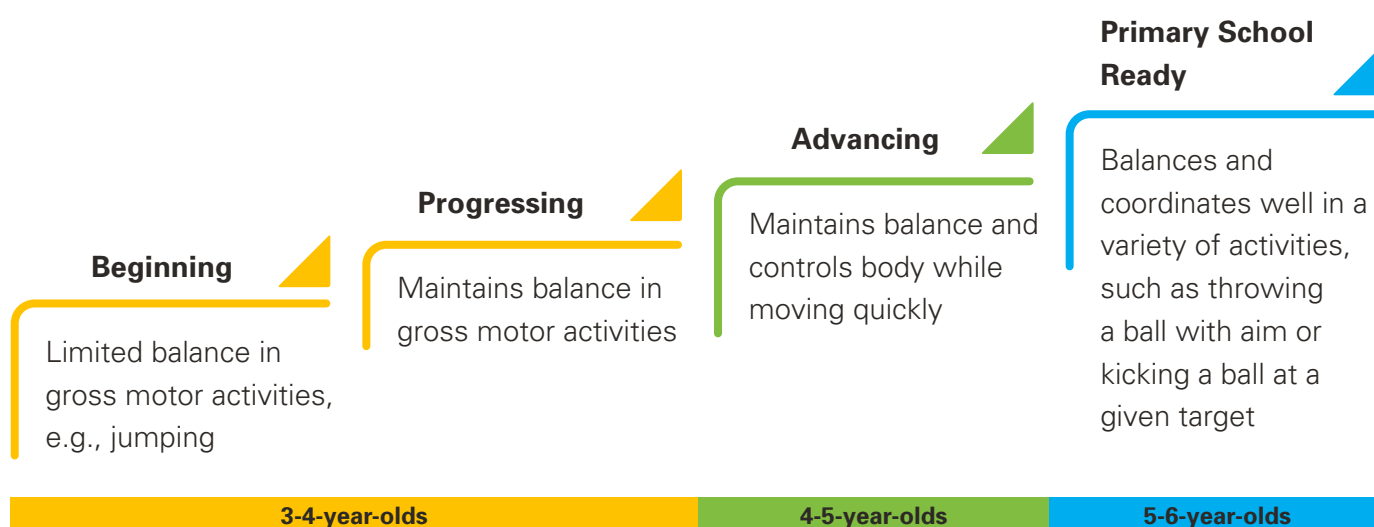 Beginning
Limited balance in
gross motor activities,
e.g., jumping
Progressing
Maintains balance in
gross motor activities
Advancing
Maintains balance and
controls body while
moving quickly
Primary School
Ready
Balances and
coordinates well in a
variety of activities,
such as throwing
a ball with aim or
kicking a ball at a
given target
3-4-year-olds
4-5-year-olds
5-6-year-olds